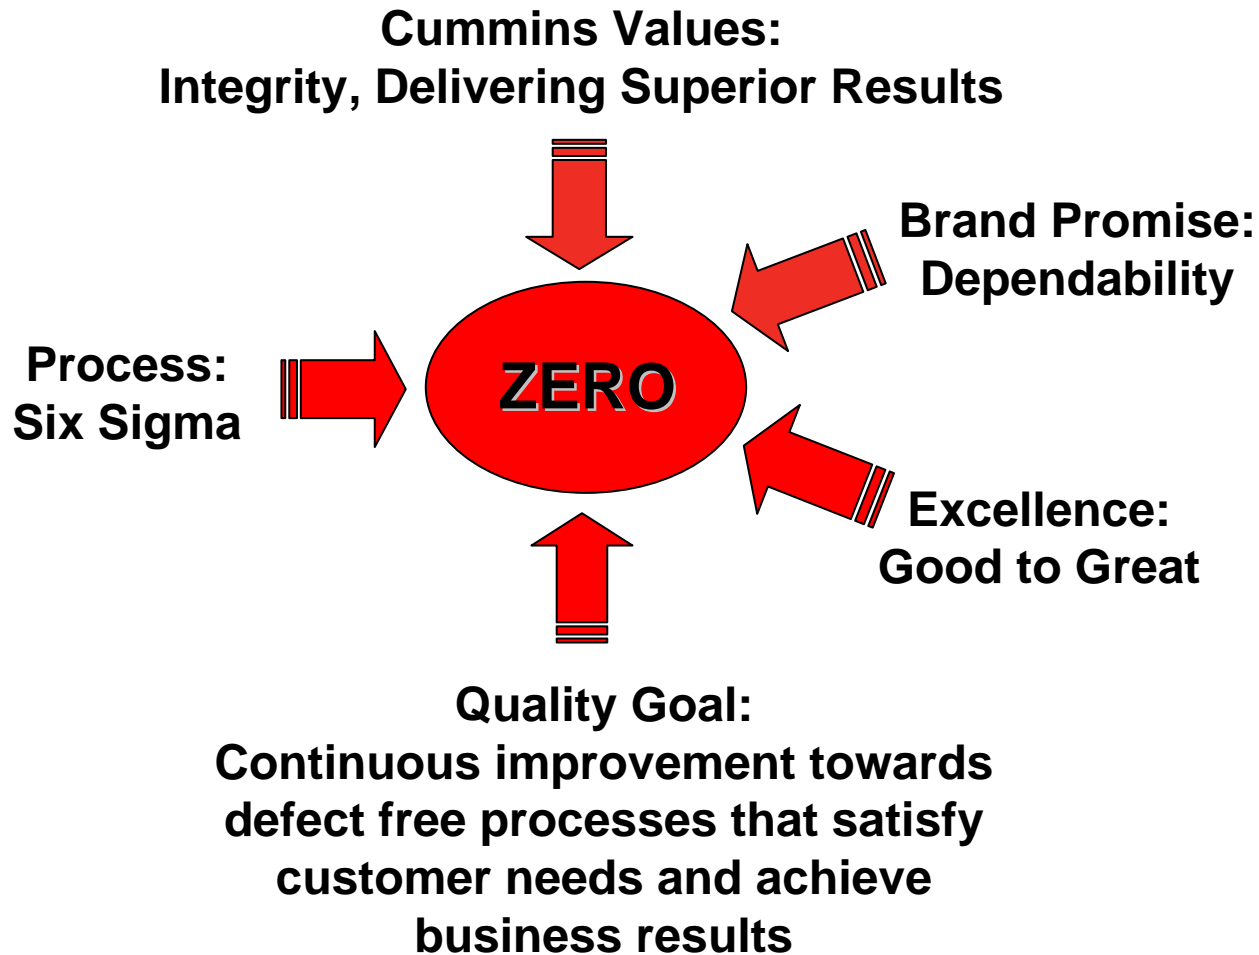 Cummins Values:
Integrity, Delivering Superior Results
Brand Promise:
Dependability
Process:
Six Sigma
ZERO
Excellence:
Good to Great
Quality Goal:
Continuous improvement towards
defect free processes that satisfy
customer needs and achieve
business results